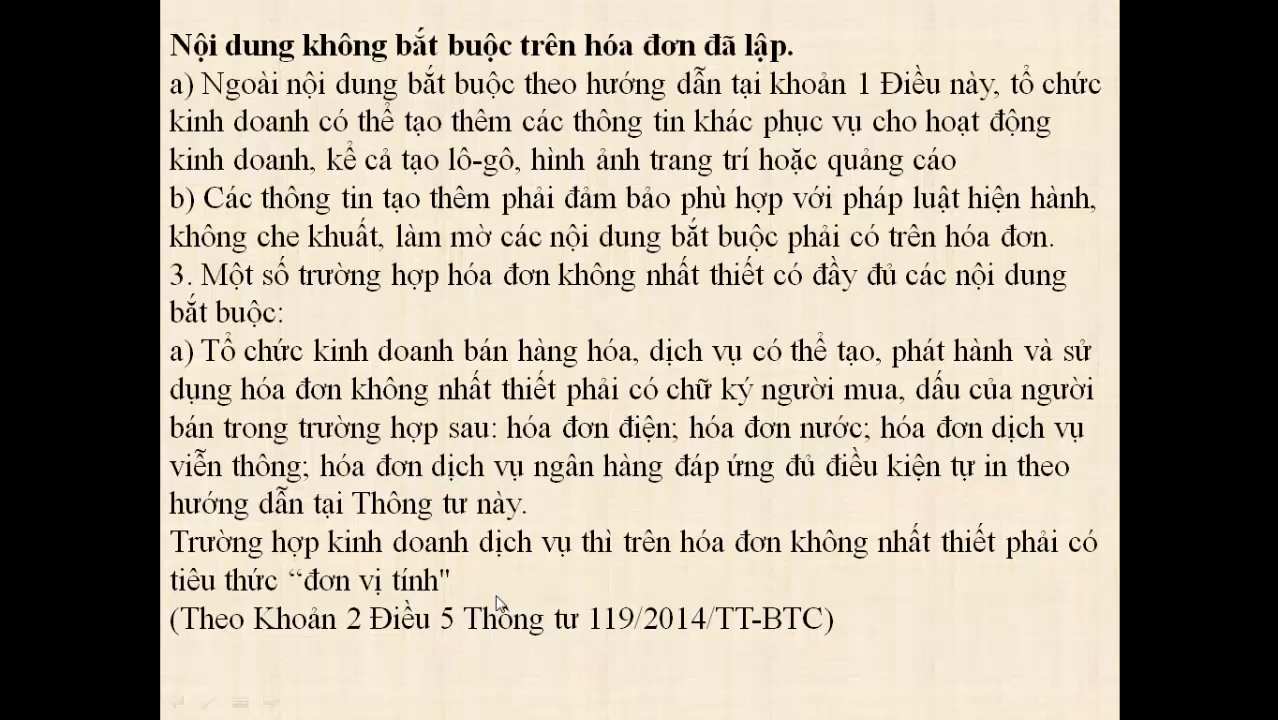 Nội dung không bắt buộc trên hóa đơn đã lập.
a) Ngoài nội dung bắt buộc theo hướng dẫn tại khoản 1 Điều này, tổ chức
kinh doanh có thể tạo thêm các thông tin khác phục vụ cho hoạt động
kinh doanh, kể cả tạo lô-gô, hình ảnh trang trí hoặc quảng cáo
b) Các thông tin tạo thêm phải đảm bảo phù hợp với pháp luật hiện hành,
không che khuất, làm mờ các nội dung bắt buộc phải có trên hóa đơn.
3. Một số trường hợp hóa đơn không nhất thiết có đầy đủ các nội dung
bắt buộc:
a) Tổ chức kinh doanh bán hàng hóa, dịch vụ có thể tạo, phát hành và sử
dụng hóa đơn không nhất thiết phải có chữ ký người mua, dấu của người
bán trong trường hợp sau: hóa đơn điện; hóa đơn nước; hóa đơn dịch vụ
viễn thông; hóa đơn dịch vụ ngân hàng đáp ứng đủ điều kiện tự in theo
hướng dẫn tại Thông tư này.
Trường hợp kinh doanh dịch vụ thì trên hóa đơn không nhất thiết phải có
tiêu thức “đơn vị tính"
(Theo Khoản 2 Điều 5 Thông tư 119/2014/TT-BTC)